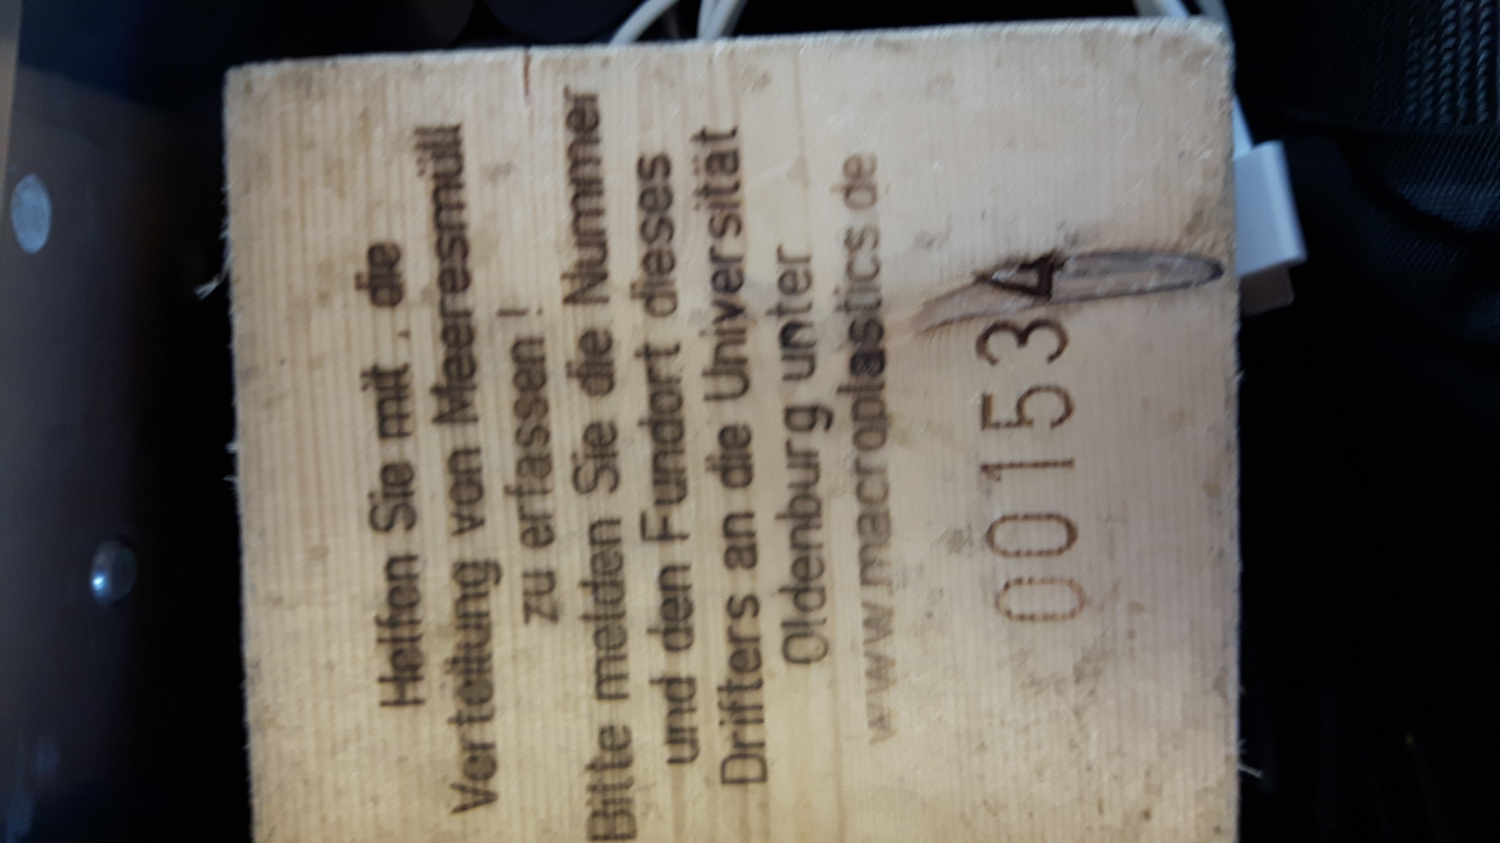 Helfen Sie mit , die
Verteilung von Meeresmüll
zu erfassen !
Bitte melden Sie die Nummer
und den Fundort dieses
Drifters an die Universität
Oldenburg unter
www.macroplastics.de
001534